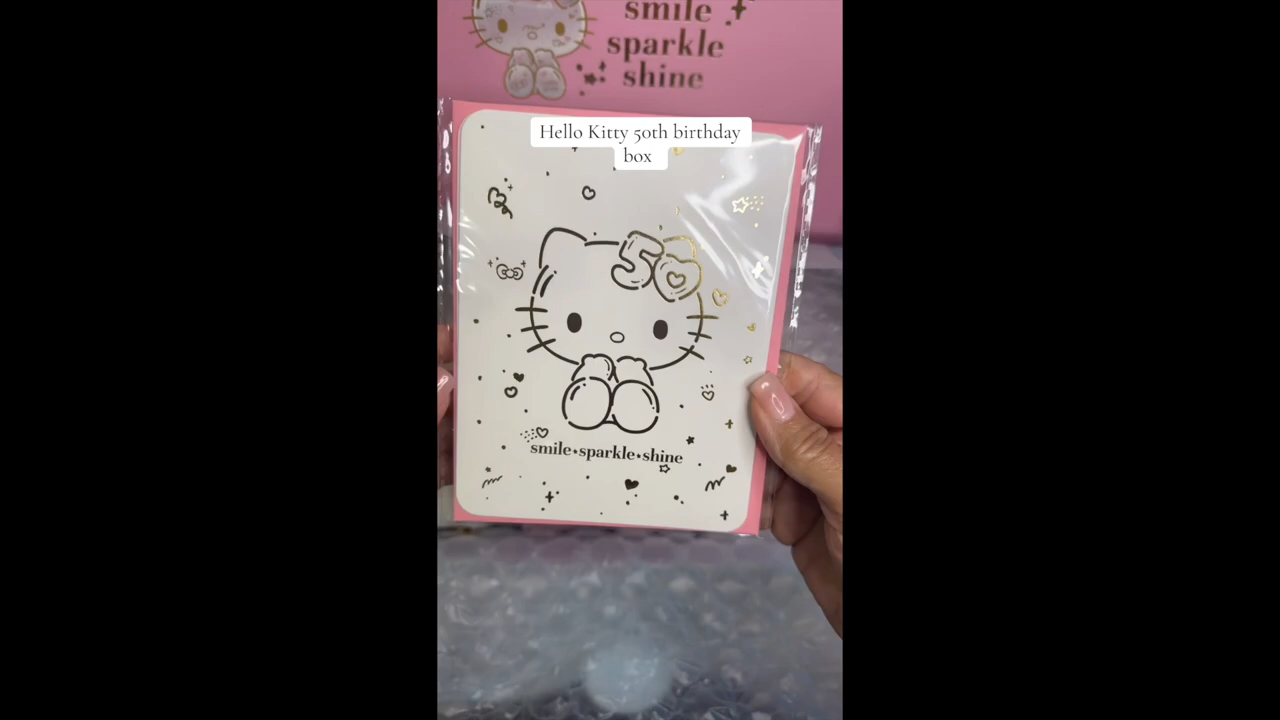 smile
sparkle
shine
Hello Kitty 50th birthday
box
50
smile•sparkle•shine